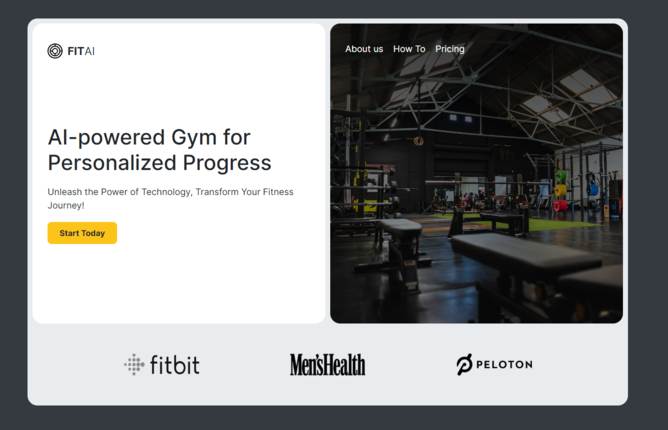 FITAI
About us How To Pricing
AI-powered Gym for
Personalized Progress
Unleash the Power of Technology, Transform Your Fitness
Journey!
Start Today
fitbit
Men'sHealth
PELOTON